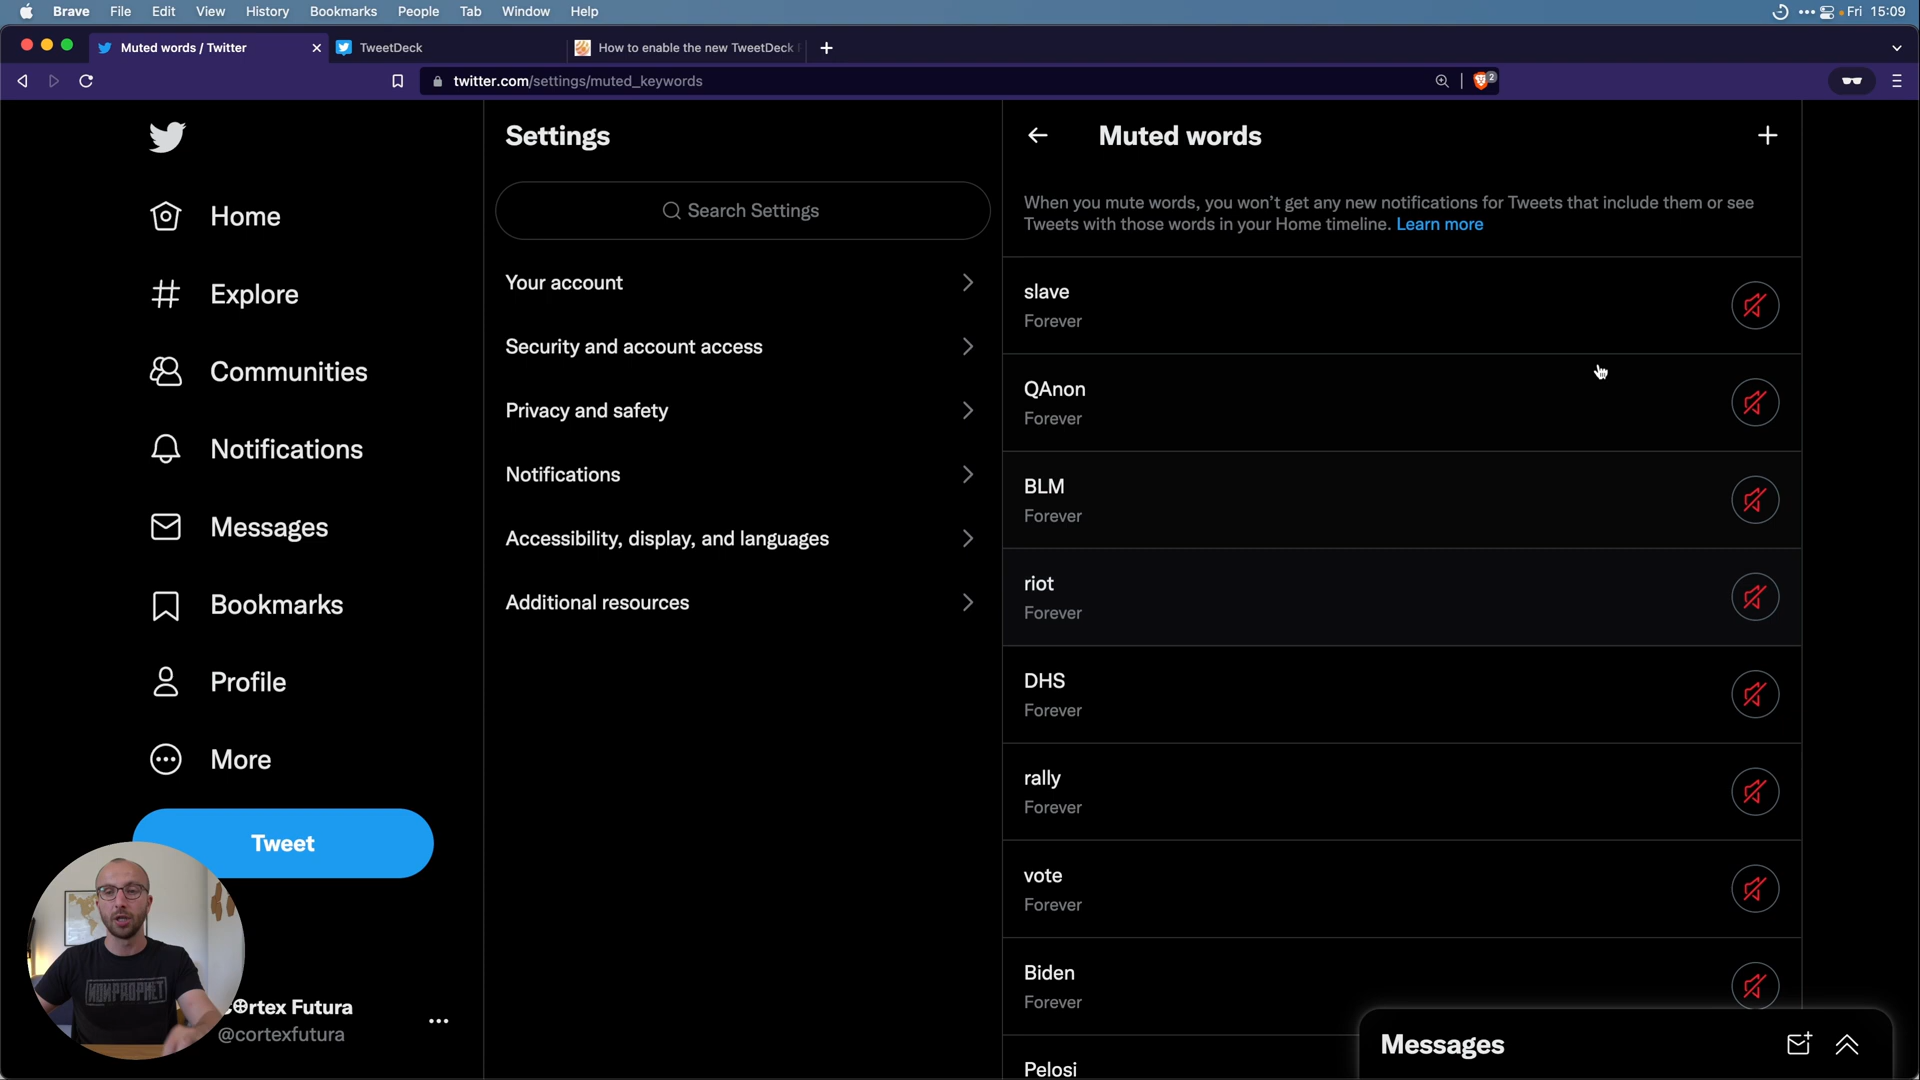 Brave File Edit View History Bookmarks People Tab Window Help Fri 15:09
Muted words / Twitter TweetDeck How to enable the new TweetDeck
twitter.com/settings/muted_keywords 2
Settings
Muted words
When you mute words, you won't get any new notifications for Tweets that include them or see
Tweets with those words in your Home timeline. Learn more
Home
Explore
Communities
Notifications
Messages
Bookmarks
Profile
More
Tweet
Search Settings
Your account
Security and account access
Privacy and safety
Notifications
Accessibility, display, and languages
Additional resources
slave
Forever
QAnon
Forever
BLM
Forever
riot
Forever
DHS
Forever
rally
Forever
vote
Forever
Biden
Forever
Pelosi
NONPROPHET
rtex Futura
@cortexfutura
Messages